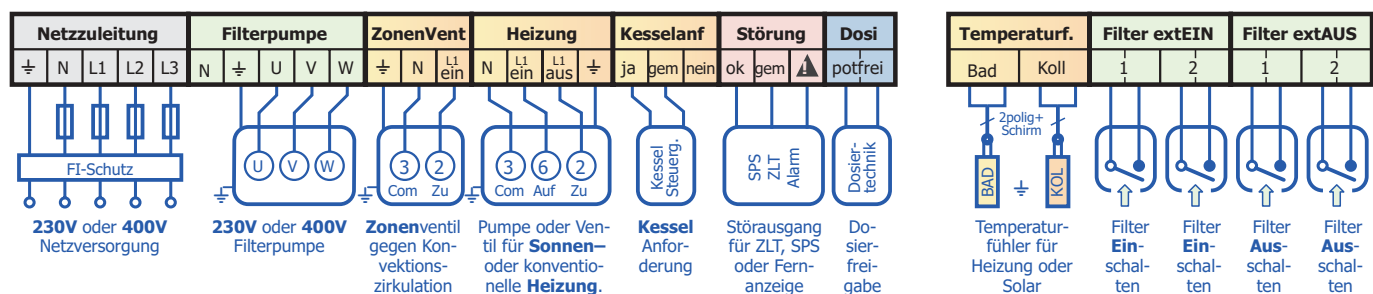 Netzzuleitung Filterpumpe ZonenVent Heizung Kesselanf Störung Dosi Temperaturf. Filter extEIN Filter extAUS
⏚ N L1 L2 L3 N ⏚ U V W ⏚ N L1 ein N L1 ein L1 aus ⏚ ja gem nein ok gem potfrei Bad Koll 1 2 1 2
2polig+
Schirm
FI-Schutz
U V W
3 2
Com Zu
3 6 2
Com Auf Zu
Kessel
Steuerg.
SPS
ZLT
Alarm
Dosier-
technik
BAD
KOL
230V oder 400V
Netzversorgung
230V oder 400V
Filterpumpe
Zonenventil
gegen Kon-
vektions-
zirkulation
Pumpe oder Ven-
til für Sonnen–
oder konventio-
nelle Heizung.
Kessel
Anfor-
derung
Störausgang
für ZLT, SPS
oder Fern-
anzeige
Do-
sier-
frei-
gabe
Temperatur-
fühler für
Heizung oder
Solar
Filter
Ein-
schal-
ten
Filter
Ein-
schal-
ten
Filter
Aus-
schal-
ten
Filter
Aus-
schal-
ten